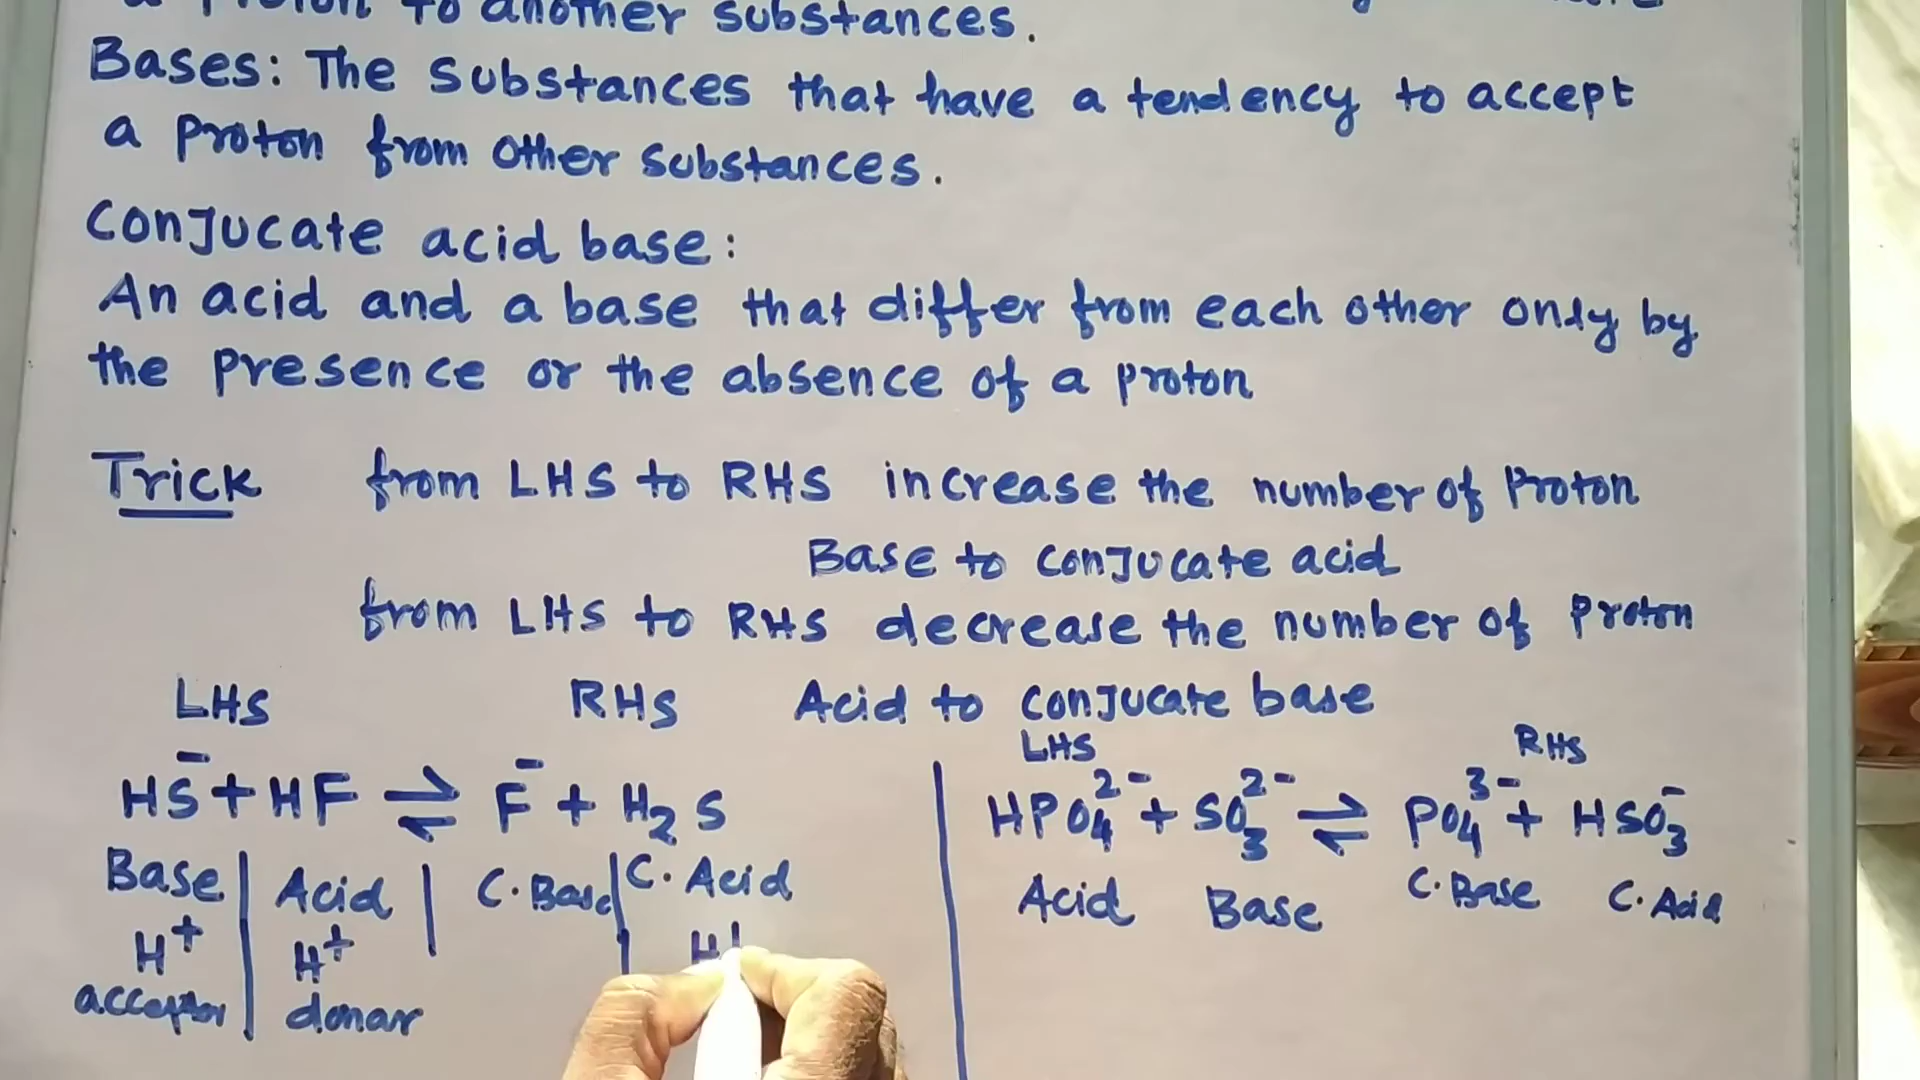 a Proton to another substances.
Bases: The Substances that have a tendency to accept
a Proton from other Substances.
Conjucate acid base:
An acid and a base that differ from each other only by
the presence or the absence of a proton
Trick from LHS to RHS increase the number of Proton
Base to conjucate acid
from LHS to RHS decrease the number of Proton
LHS RHS Acid to conjucate base
LHS RHS
HS⁻ + HF ⇌ F⁻ + H₂S
HPO₄²⁻ + SO₃²⁻ ⇌ PO₄³⁻ + HSO₃⁻
Base | Acid | C. Base | C. Acid
Acid Base C. Base C. Acid
H⁺ H⁺ H
acceptor donar